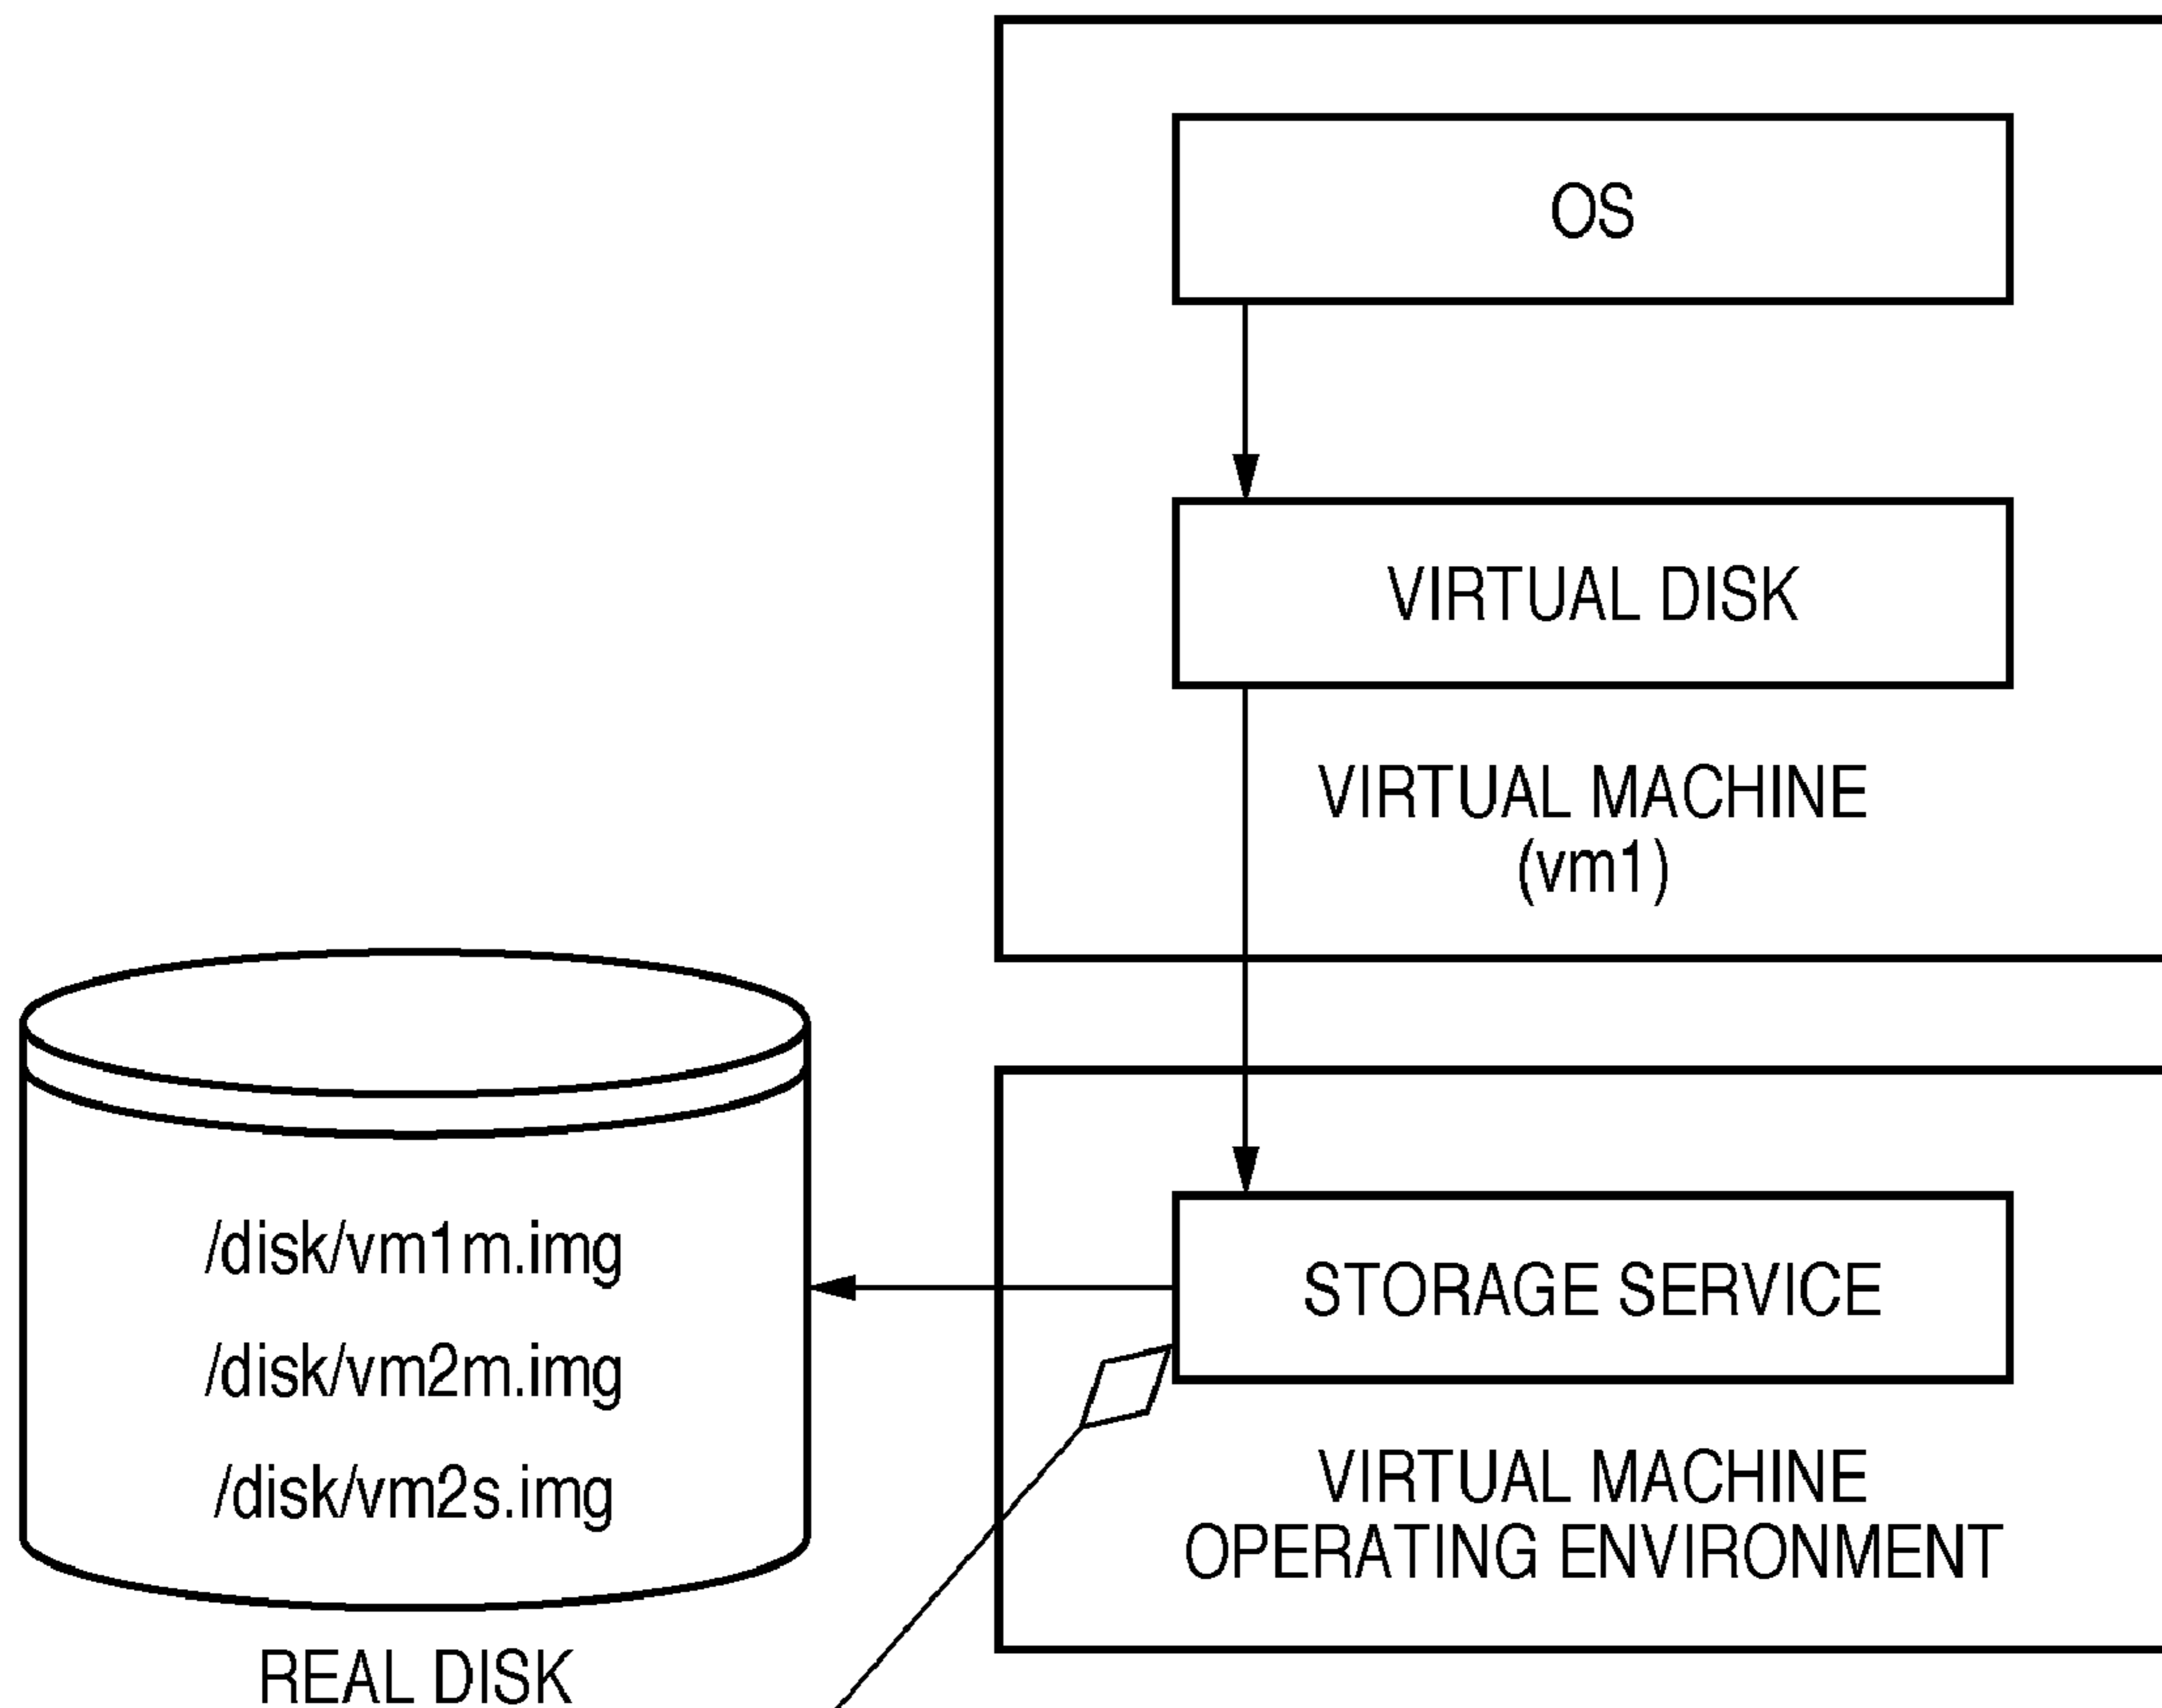 OS
VIRTUAL DISK
VIRTUAL MACHINE
(vm1)
/disk/vm1m.img
/disk/vm2m.img
/disk/vm2s.img
REAL DISK
STORAGE SERVICE
VIRTUAL MACHINE
OPERATING ENVIRONMENT